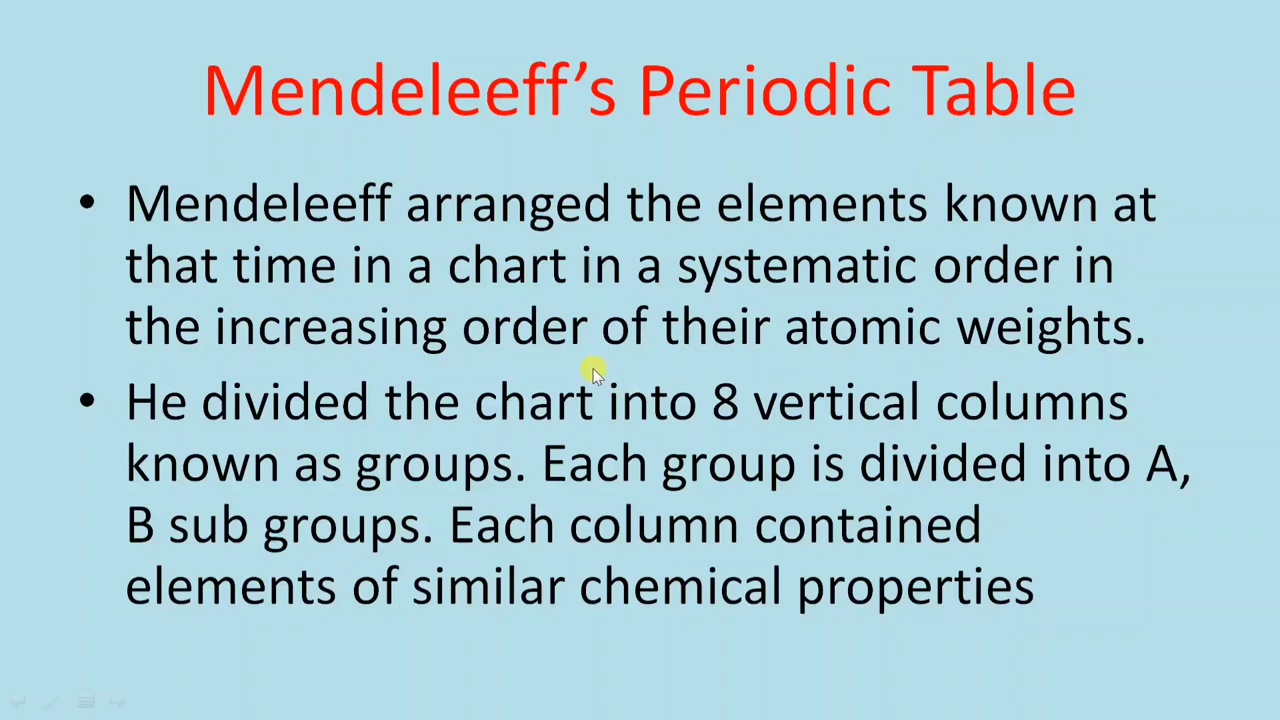 Mendeleeff’s Periodic Table
• Mendeleeff arranged the elements known at
that time in a chart in a systematic order in
the increasing order of their atomic weights.
• He divided the chart into 8 vertical columns
known as groups. Each group is divided into A,
B sub groups. Each column contained
elements of similar chemical properties